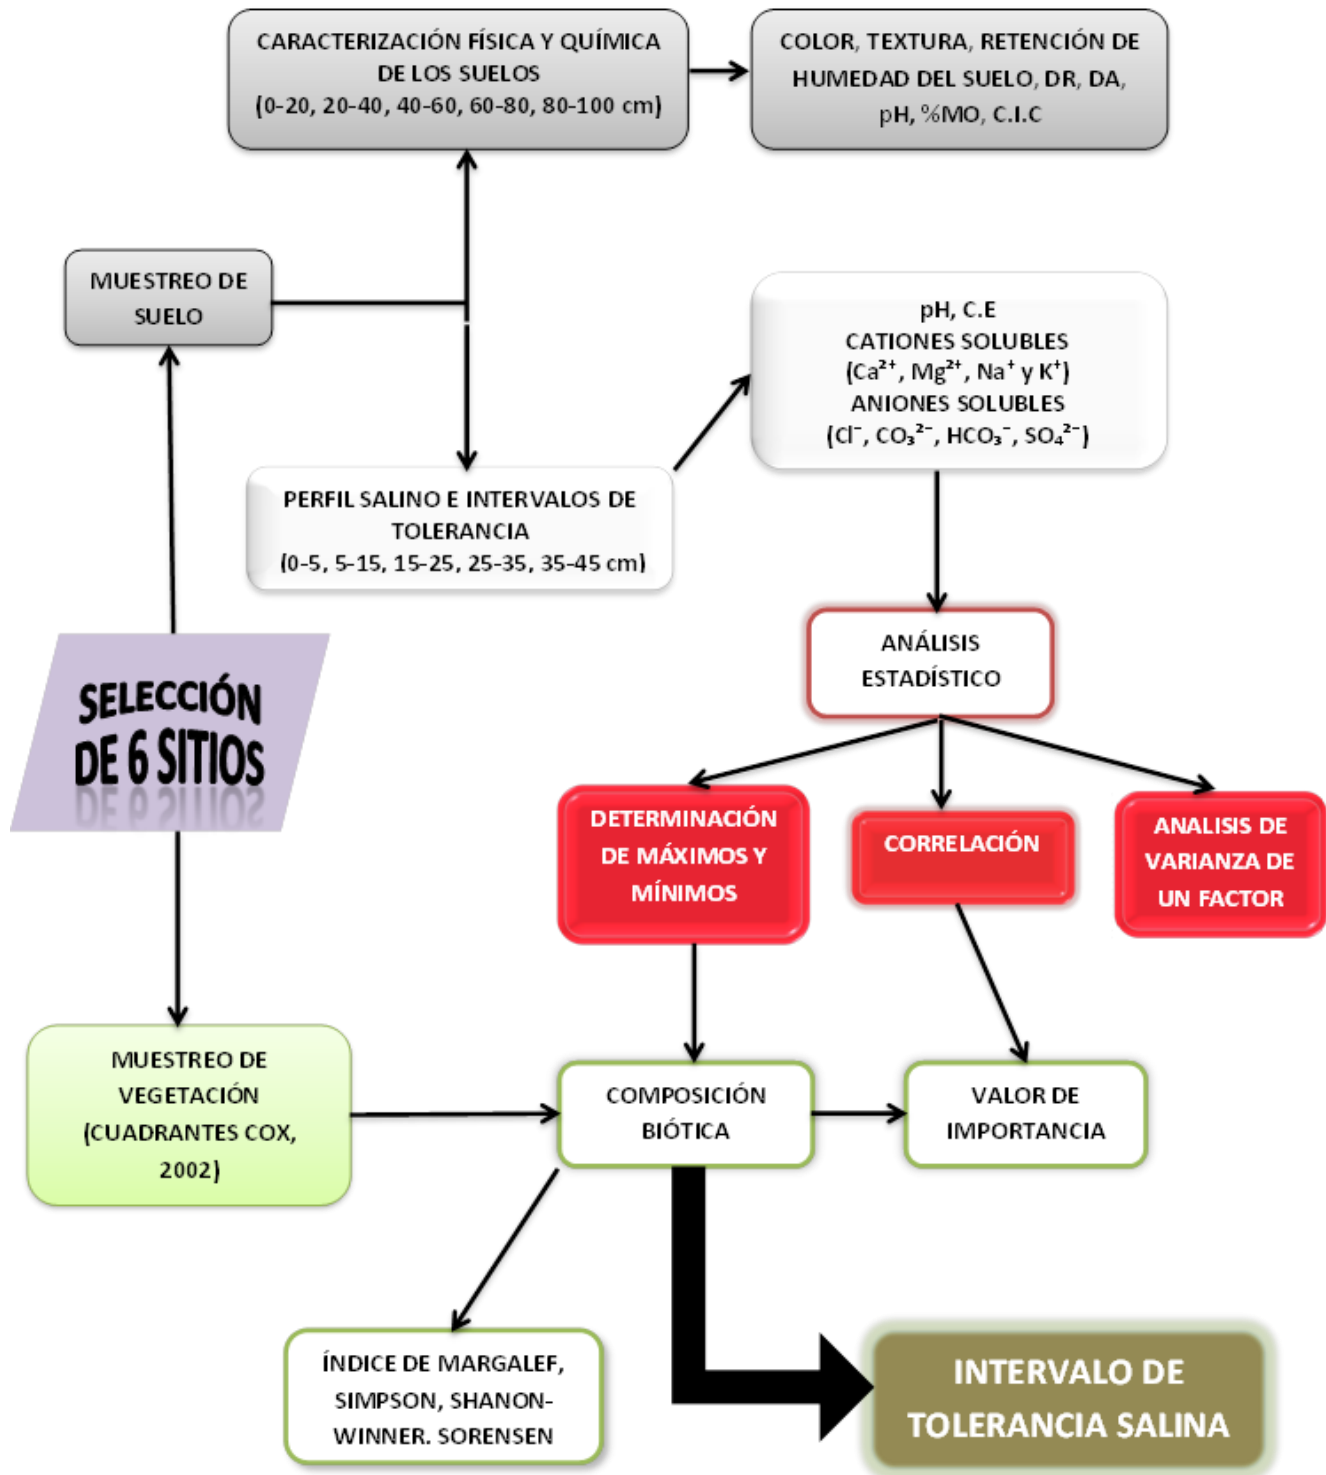 CARACTERIZACIÓN FÍSICA Y QUÍMICA
DE LOS SUELOS
(0-20, 20-40, 40-60, 60-80, 80-100 cm)
COLOR, TEXTURA, RETENCIÓN DE
HUMEDAD DEL SUELO, DR, DA,
pH, %MO, C.I.C
MUESTREO DE
SUELO
pH, C.E
CATIONES SOLUBLES
(Ca²⁺, Mg²⁺, Na⁺ y K⁺)
ANIONES SOLUBLES
(Cl⁻, CO₃²⁻, HCO₃⁻, SO₄²⁻)
PERFIL SALINO E INTERVALOS DE
TOLERANCIA
(0-5, 5-15, 15-25, 25-35, 35-45 cm)
ANÁLISIS
ESTADÍSTICO
SELECCIÓN
DE 6 SITIOS
DETERMINACIÓN
DE MÁXIMOS Y
MÍNIMOS
CORRELACIÓN
ANALISIS DE
VARIANZA DE
UN FACTOR
MUESTREO DE
VEGETACIÓN
(CUADRANTES COX,
2002)
COMPOSICIÓN
BIÓTICA
VALOR DE
IMPORTANCIA
ÍNDICE DE MARGALEF,
SIMPSON, SHANON-
WINNER. SORENSEN
INTERVALO DE
TOLERANCIA SALINA